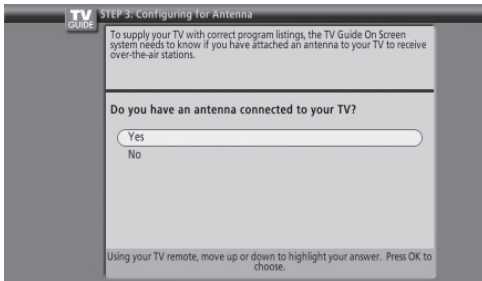 TV
GUIDE
STEP 3: Configuring for Antenna
To supply your TV with correct program listings, the TV Guide On Screen
system needs to know if you have attached an antenna to your TV to receive
over-the-air stations.
Do you have an antenna connected to your TV?
Yes
No
Using your TV remote, move up or down to highlight your answer. Press OK to
choose.